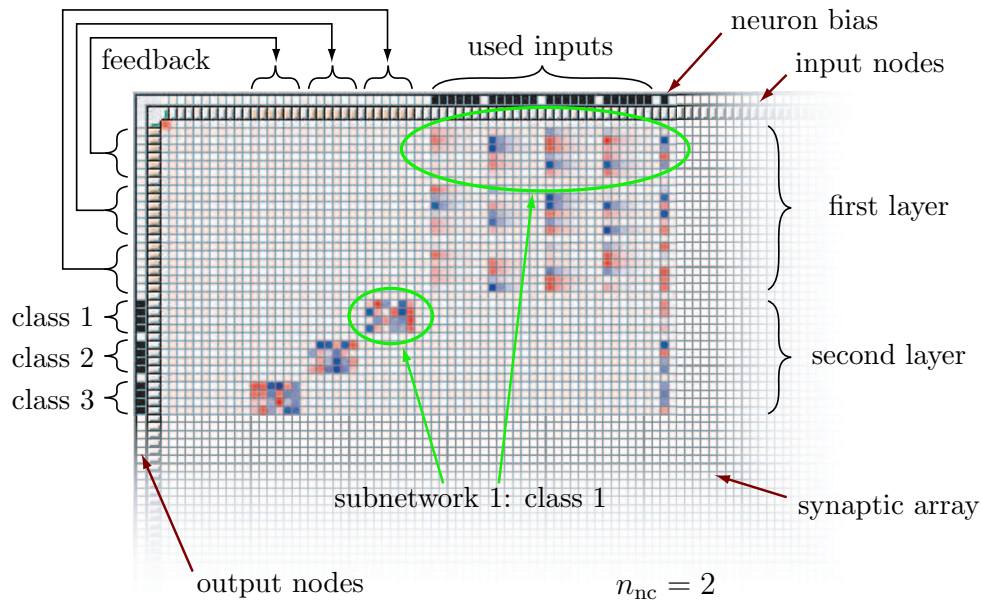 neuron bias
used inputs
feedback
input nodes
first layer
class 1
class 2
second layer
class 3
subnetwork 1: class 1
synaptic array
output nodes
n_nc = 2